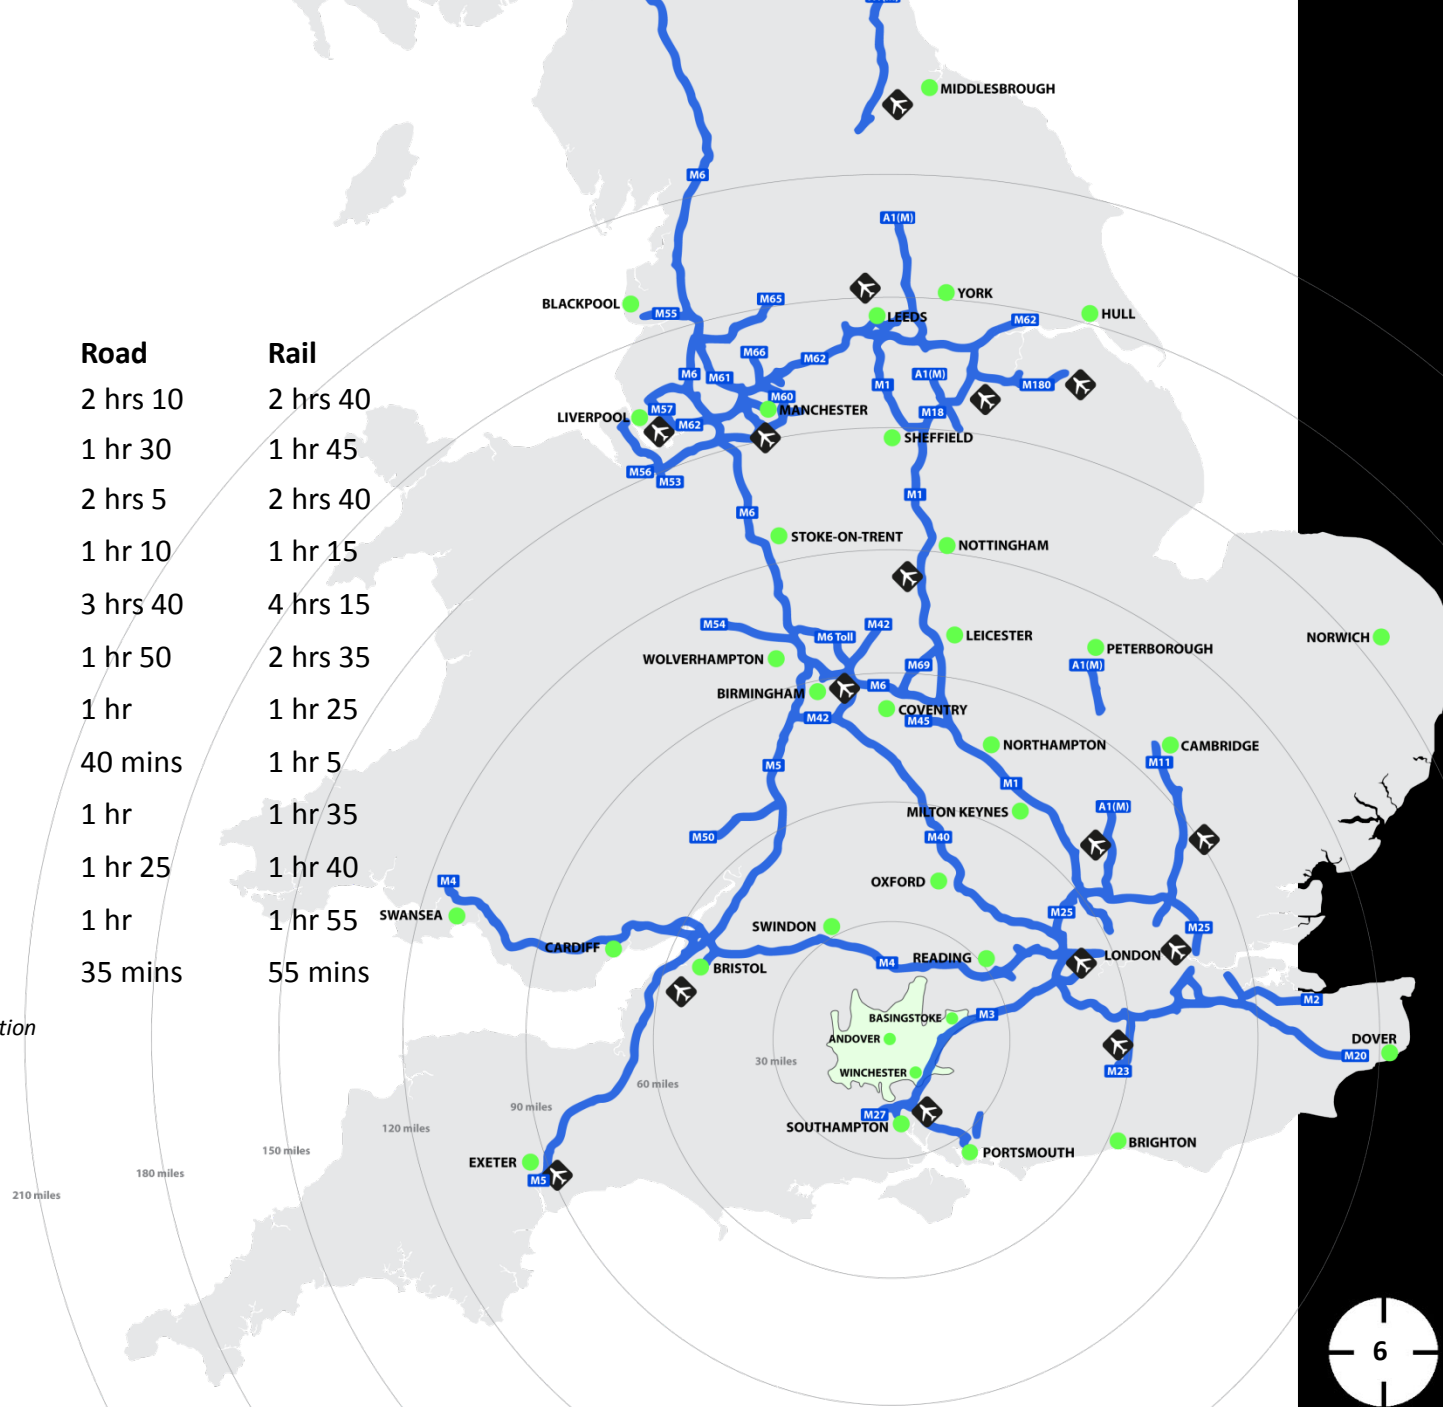 MIDDLESBROUGH
M6
A1(M)
YORK
BLACKPOOL
M55
M65
LEEDS
M62
HULL
Road Rail
M66
M62
M6
M61
A1(M)
M1
M180
2 hrs 10 2 hrs 40
M57
M60
MANCHESTER
M18
LIVERPOOL
M62
SHEFFIELD
1 hr 30 1 hr 45
M56
M53
M1
2 hrs 5 2 hrs 40
M6
STOKE-ON-TRENT
NOTTINGHAM
1 hr 10 1 hr 15
3 hrs 40 4 hrs 15
M54
M6 Toll
M42
LEICESTER
NORWICH
PETERBOROUGH
A1(M)
1 hr 50 2 hrs 35
WOLVERHAMPTON
M69
BIRMINGHAM
M6
COVENTRY
M42
M45
1 hr 1 hr 25
NORTHAMPTON
CAMBRIDGE
M11
40 mins 1 hr 5
M5
M1
1 hr 1 hr 35
MILTON KEYNES
A1(M)
M50
M40
1 hr 25 1 hr 40
M4
OXFORD
1 hr 1 hr 55
SWANSEA
M25
SWINDON
M25
CARDIFF
LONDON
READING
M4
BRISTOL
35 mins 55 mins
M2
tion
BASINGSTOKE
M3
ANDOVER
DOVER
M20
30 miles
WINCHESTER
M23
60 miles
90 miles
M27
SOUTHAMPTON
120 miles
BRIGHTON
150 miles
PORTSMOUTH
EXETER
M5
180 miles
210 miles
6